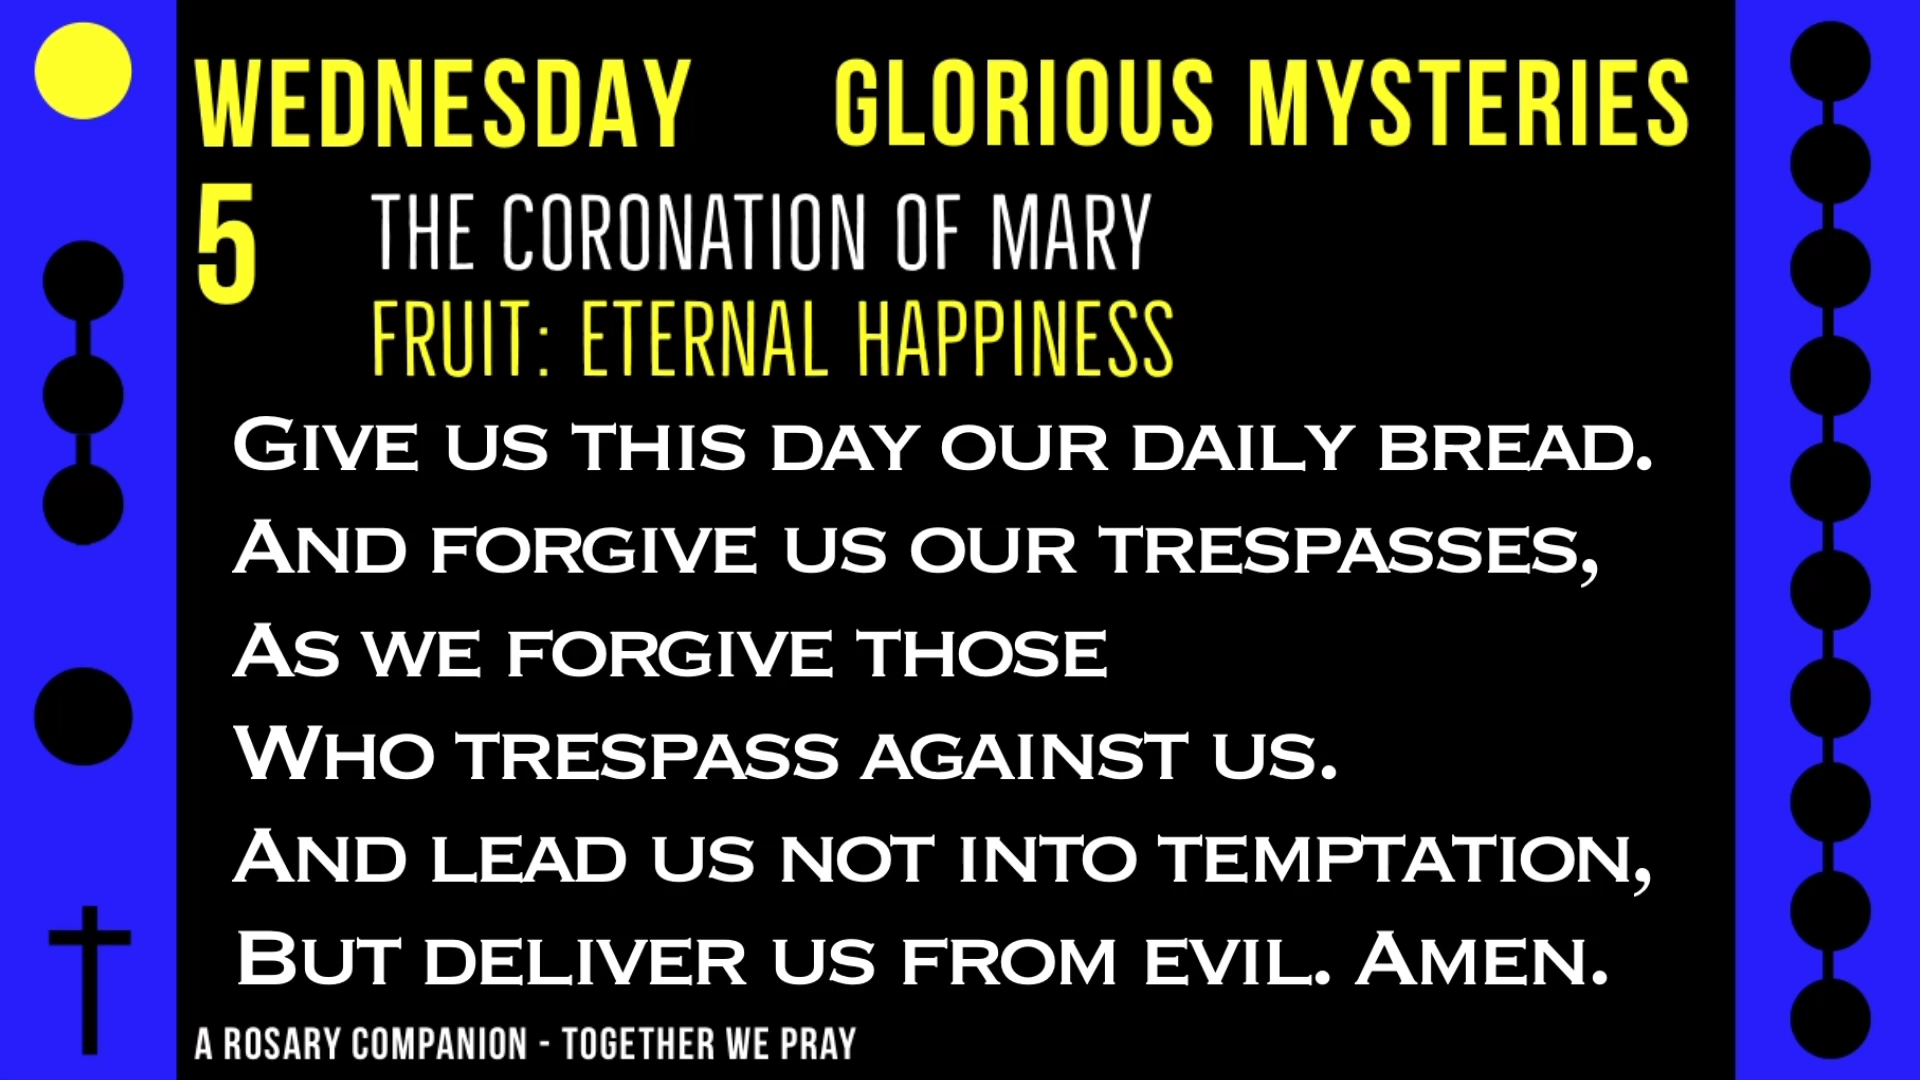 WEDNESDAY GLORIOUS MYSTERIES
5 THE CORONATION OF MARY
FRUIT: ETERNAL HAPPINESS
GIVE US THIS DAY OUR DAILY BREAD.
AND FORGIVE US OUR TRESPASSES,
AS WE FORGIVE THOSE
WHO TRESPASS AGAINST US.
AND LEAD US NOT INTO TEMPTATION,
BUT DELIVER US FROM EVIL. AMEN.
A ROSARY COMPANION - TOGETHER WE PRAY